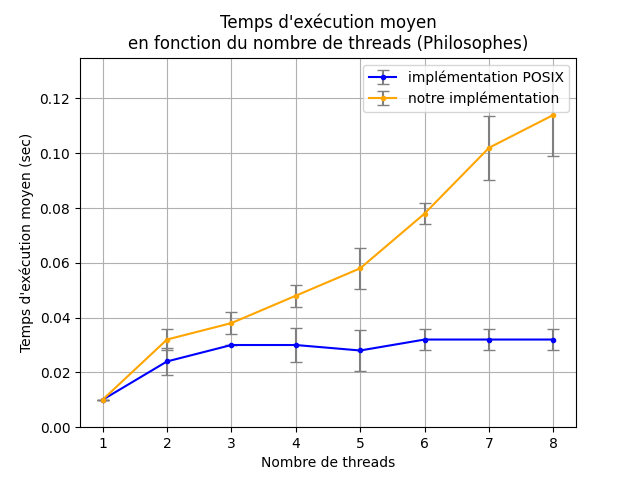 Temps d'exécution moyen
en fonction du nombre de threads (Philosophes)
implémentation POSIX
notre implémentation
Temps d'exécution moyen (sec)
0.12
0.10
0.08
0.06
0.04
0.02
0.00
1 2 3 4 5 6 7 8
Nombre de threads